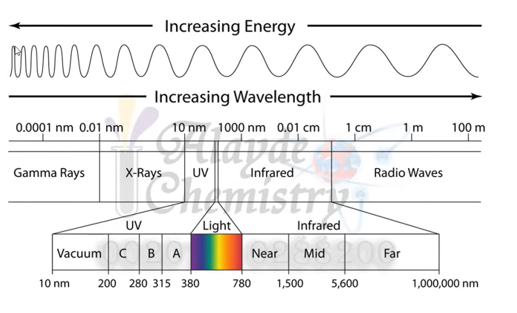 Increasing Energy
Increasing Wavelength
0.0001 nm 0.01 nm 10 nm 1000 nm 0.01 cm 1 cm 1 m 100 m
Gamma Rays X-Rays UV Infrared Radio Waves
Alayde
Chemistry
UV Light Infrared
Vacuum C B A Near Mid Far
10 nm 200 280 315 380 780 1,500 5,600 1,000,000 nm